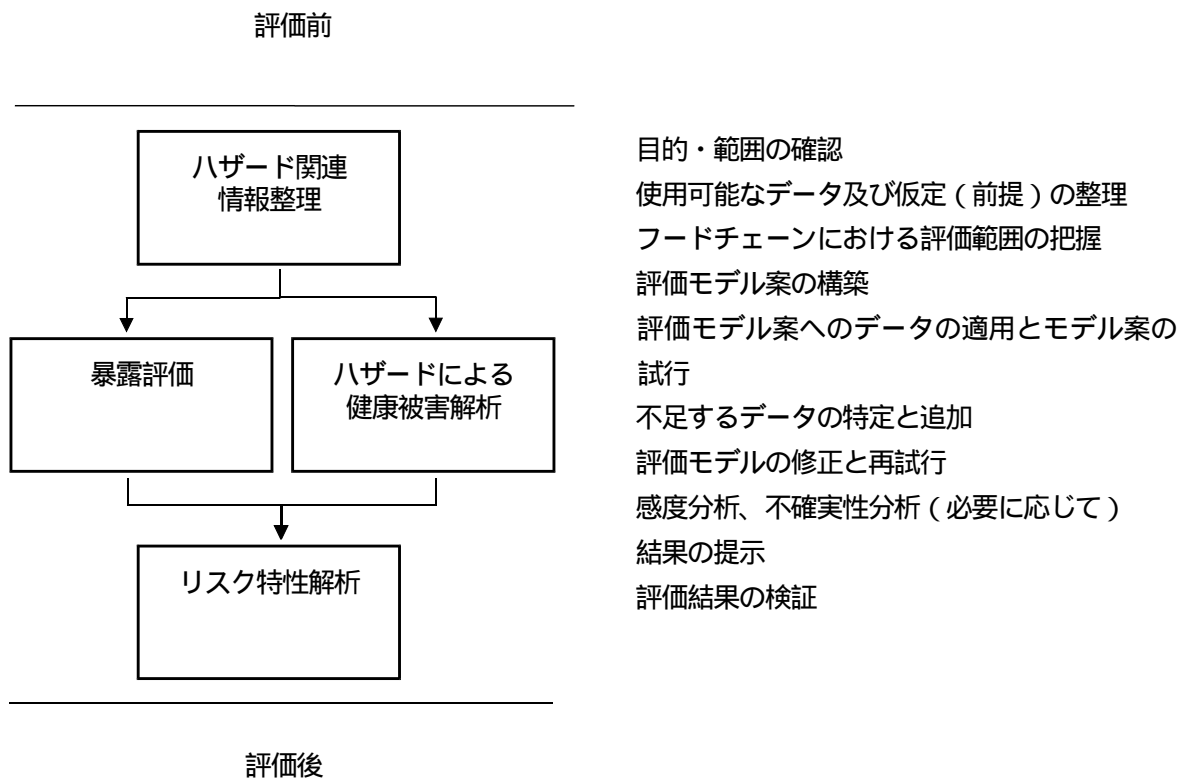 評価前
ハザード関連
情報整理
暴露評価
ハザードによる
健康被害解析
リスク特性解析
評価後
目的・範囲の確認
使用可能なデータ及び仮定（前提）の整理
フードチェーンにおける評価範囲の把握
評価モデル案の構築
評価モデル案へのデータの適用とモデル案の
試行
不足するデータの特定と追加
評価モデルの修正と再試行
感度分析、不確実性分析（必要に応じて）
結果の提示
評価結果の検証